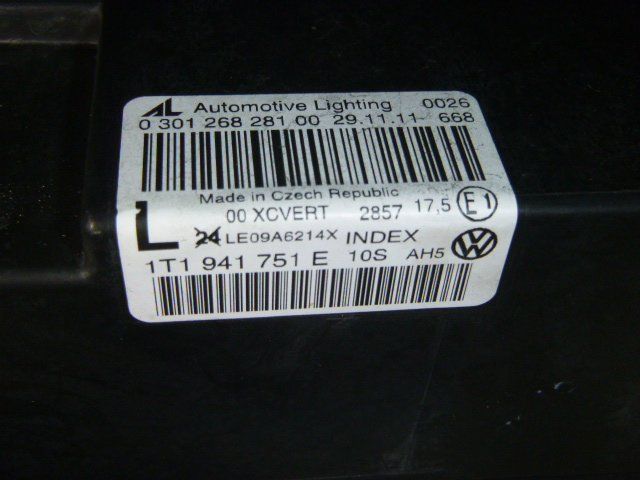 AL Automotive Lighting 0026
0 301 268 281 00 29.11.11 668
Made in Czech Republic
L 00 XCVERT 2857 17,5 E1
24 LE09A6214X INDEX
1T1 941 751 E 10S AH5 VW